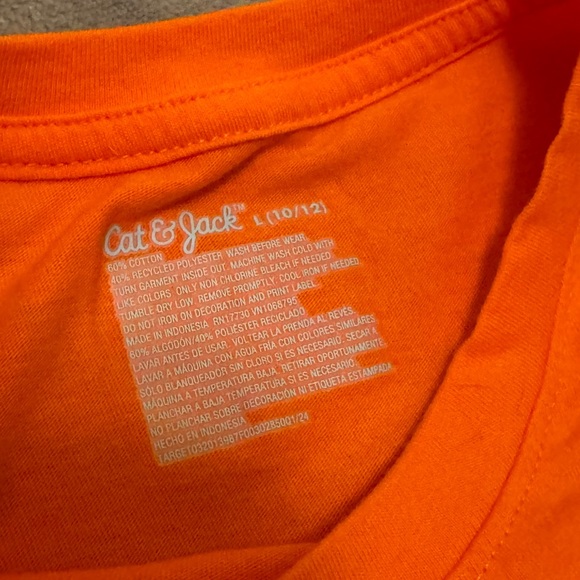 Cat & Jack™ L (10/12)
60% COTTON
40% RECYCLED POLYESTER WASH BEFORE WEAR.
TURN GARMENT INSIDE OUT. MACHINE WASH COLD WITH
LIKE COLORS. ONLY NON CHLORINE BLEACH IF NEEDED.
TUMBLE DRY LOW. REMOVE PROMPTLY. COOL IRON IF NEEDED.
DO NOT IRON ON DECORATION AND PRINT LABEL.
MADE IN INDONESIA RN17730 VN1068795
60% ALGODÓN/40% POLIÉSTER RECICLADO
LAVAR ANTES DE USAR. VOLTEAR LA PRENDA AL REVÉS.
LAVAR A MÁQUINA CON AGUA FRÍA CON COLORES SIMILARES.
SÓLO BLANQUEADOR SIN CLORO SI ES NECESARIO. SECAR A
MÁQUINA A TEMPERATURA BAJA. RETIRAR OPORTUNAMENTE.
PLANCHAR A BAJA TEMPERATURA SI ES NECESARIO.
NO PLANCHAR SOBRE DECORACIÓN NI ETIQUETA ESTAMPADA.
HECHO EN INDONESIA
TARGET03201398TF0030285001/24